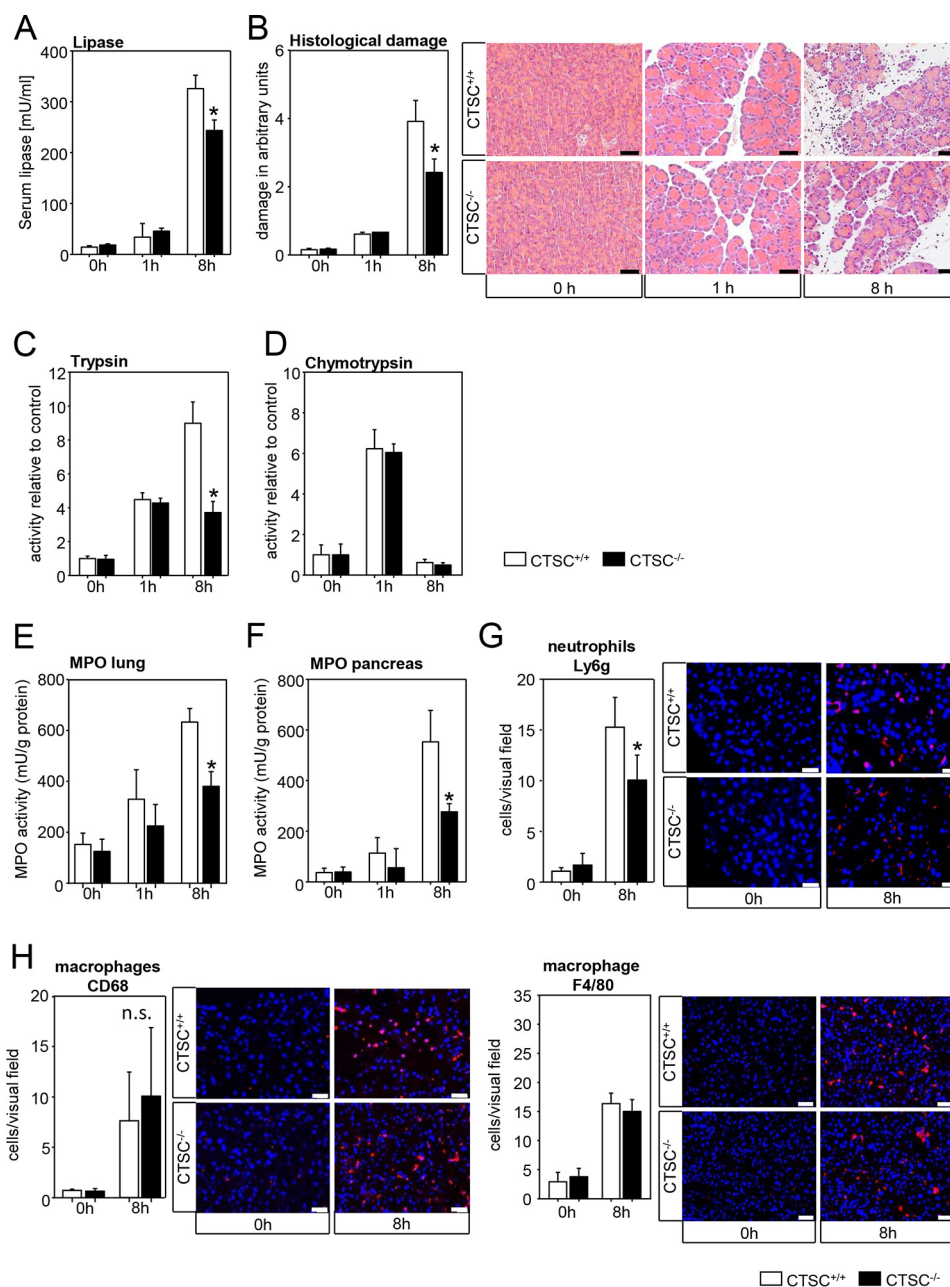 A
Lipase
Serum lipase [mU/ml]
400
300
200
100
0
*
0h
1h
8h
B
Histological damage
damage in arbitrary units
6
4
2
0
*
0h
1h
8h
CTSC+/+
CTSC-/-
0 h
1 h
8 h
C
Trypsin
activity relative to control
12
10
8
6
4
2
0
*
0h
1h
8h
D
Chymotrypsin
activity relative to control
10
8
6
4
2
0
0h
1h
8h
CTSC+/+
CTSC-/-
E
MPO lung
MPO activity (mU/g protein)
800
600
400
200
0
*
0h
1h
8h
F
MPO pancreas
MPO activity (mU/g protein)
800
600
400
200
0
*
0h
1h
8h
G
neutrophils
Ly6g
cells/visual field
20
15
10
5
0
*
0h
8h
CTSC+/+
CTSC-/-
0h
8h
H
macrophages
CD68
cells/visual field
20
15
10
5
0
n.s.
0h
8h
CTSC+/+
CTSC-/-
0h
8h
macrophage
F4/80
cells/visual field
35
30
25
20
15
10
5
0
0h
8h
CTSC+/+
CTSC-/-
0h
8h
CTSC+/+
CTSC-/-